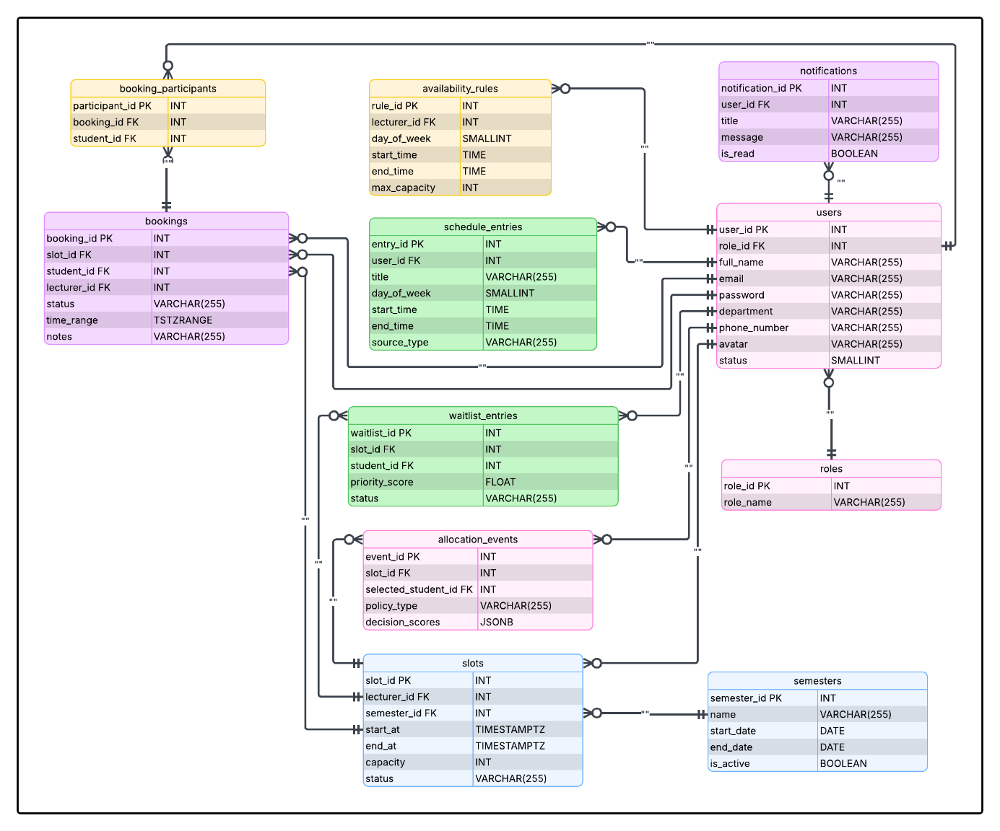 ""
booking_participants
participant_id PK INT
booking_id FK INT
student_id FK INT
""
availability_rules
rule_id PK INT
lecturer_id FK INT
day_of_week SMALLINT
start_time TIME
end_time TIME
max_capacity INT
""
notifications
notification_id PK INT
user_id FK INT
title VARCHAR(255)
message VARCHAR(255)
is_read BOOLEAN
""
bookings
booking_id PK INT
slot_id FK INT
student_id FK INT
lecturer_id FK INT
status VARCHAR(255)
time_range TSTZRANGE
notes VARCHAR(255)
schedule_entries
entry_id PK INT
user_id FK INT
title VARCHAR(255)
day_of_week SMALLINT
start_time TIME
end_time TIME
source_type VARCHAR(255)
""
""
users
user_id PK INT
role_id FK INT
full_name VARCHAR(255)
email VARCHAR(255)
password VARCHAR(255)
department VARCHAR(255)
phone_number VARCHAR(255)
avatar VARCHAR(255)
status SMALLINT
""
""
waitlist_entries
waitlist_id PK INT
slot_id FK INT
student_id FK INT
priority_score FLOAT
status VARCHAR(255)
""
roles
role_id PK INT
role_name VARCHAR(255)
""
""
""
""
allocation_events
event_id PK INT
slot_id FK INT
selected_student_id FK INT
policy_type VARCHAR(255)
decision_scores JSONB
slots
slot_id PK INT
lecturer_id FK INT
semester_id FK INT
start_at TIMESTAMPTZ
end_at TIMESTAMPTZ
capacity INT
status VARCHAR(255)
""
semesters
semester_id PK INT
name VARCHAR(255)
start_date DATE
end_date DATE
is_active BOOLEAN